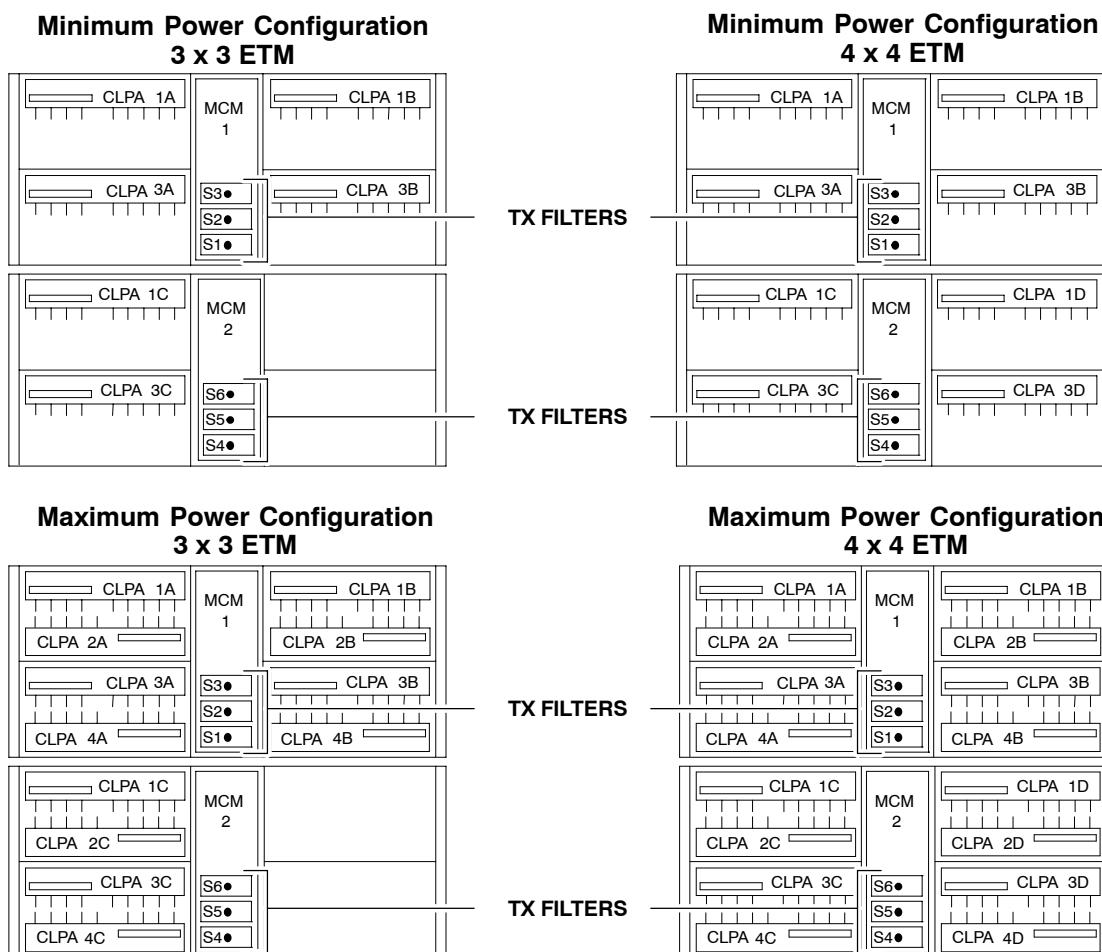 Minimum Power Configuration
3 x 3 ETM
CLPA 1A
MCM
1
CLPA 1B
CLPA 3A
S3
S2
S1
CLPA 3B
TX FILTERS
CLPA 1C
MCM
2
CLPA 3C
S6
S5
S4
TX FILTERS
Minimum Power Configuration
4 x 4 ETM
CLPA 1A
MCM
1
CLPA 1B
CLPA 3A
S3
S2
S1
CLPA 3B
CLPA 1C
MCM
2
CLPA 1D
CLPA 3C
S6
S5
S4
CLPA 3D
Maximum Power Configuration
3 x 3 ETM
CLPA 1A
MCM
1
CLPA 1B
CLPA 2A
CLPA 2B
CLPA 3A
S3
S2
S1
CLPA 3B
CLPA 4A
CLPA 4B
TX FILTERS
CLPA 1C
MCM
2
CLPA 2C
CLPA 3C
S6
S5
S4
CLPA 4C
TX FILTERS
Maximum Power Configuration
4 x 4 ETM
CLPA 1A
MCM
1
CLPA 1B
CLPA 2A
CLPA 2B
CLPA 3A
S3
S2
S1
CLPA 3B
CLPA 4A
CLPA 4B
CLPA 1C
MCM
2
CLPA 1D
CLPA 2C
CLPA 2D
CLPA 3C
S6
S5
S4
CLPA 3D
CLPA 4C
CLPA 4D